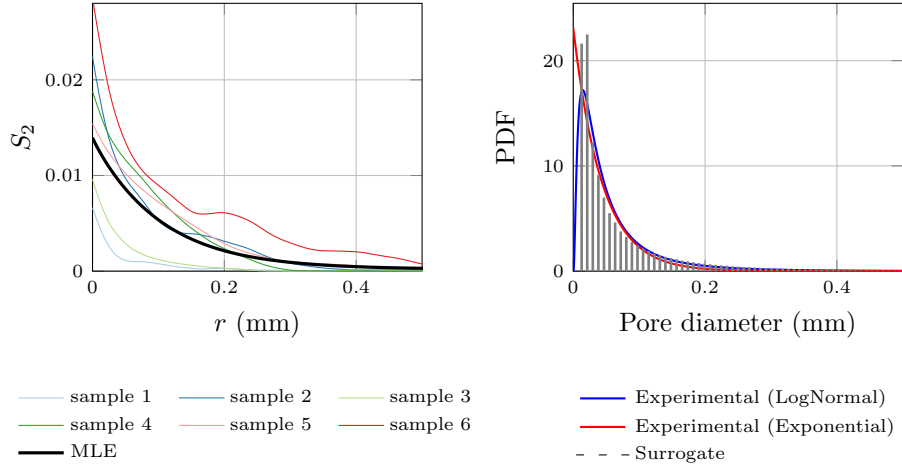 0.02
0.01
0
0
0.2
0.4
S2
r (mm)
20
10
0
0
0.2
0.4
PDF
Pore diameter (mm)
sample 1
sample 2
sample 3
sample 4
sample 5
sample 6
MLE
Experimental (LogNormal)
Experimental (Exponential)
Surrogate